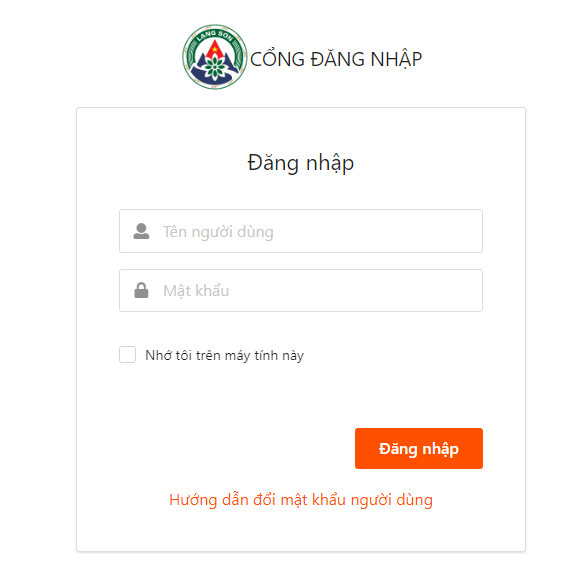 LANG SON
CỔNG ĐĂNG NHẬP
Đăng nhập
Tên người dùng
Mật khẩu
Nhớ tôi trên máy tính này
Đăng nhập
Hướng dẫn đổi mật khẩu người dùng